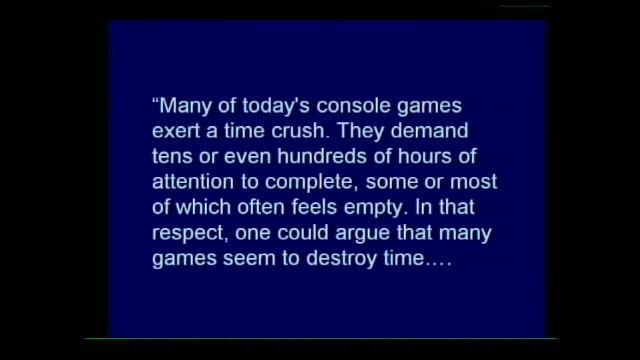 “Many of today's console games
exert a time crush. They demand
tens or even hundreds of hours of
attention to complete, some or most
of which often feels empty. In that
respect, one could argue that many
games seem to destroy time….